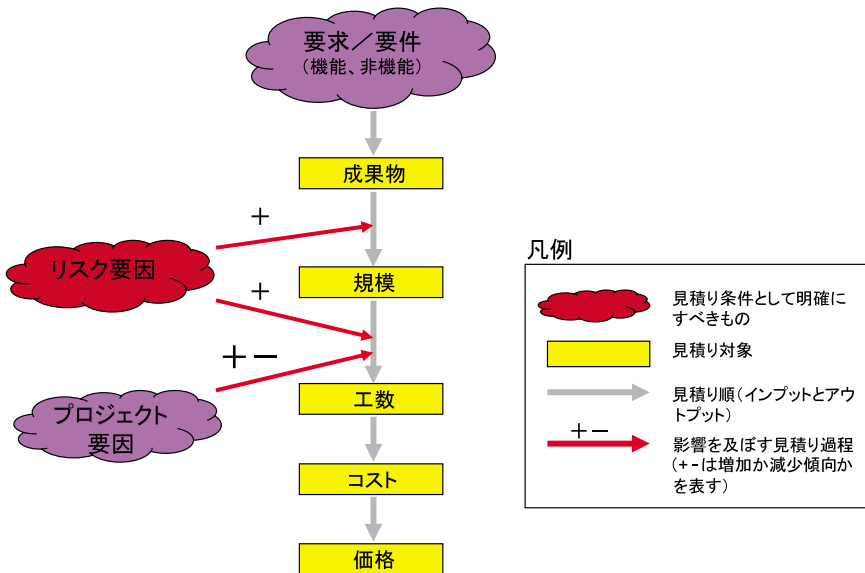 要求／要件
（機能、非機能）
成果物
＋
リスク要因
＋
規模
＋－
工数
プロジェクト
要因
コスト
価格
凡例
見積り条件として明確に
すべきもの
見積り対象
見積り順（インプットとアウ
トプット）
＋－
影響を及ぼす見積り過程
（+-は増加か減少傾向か
を表す）